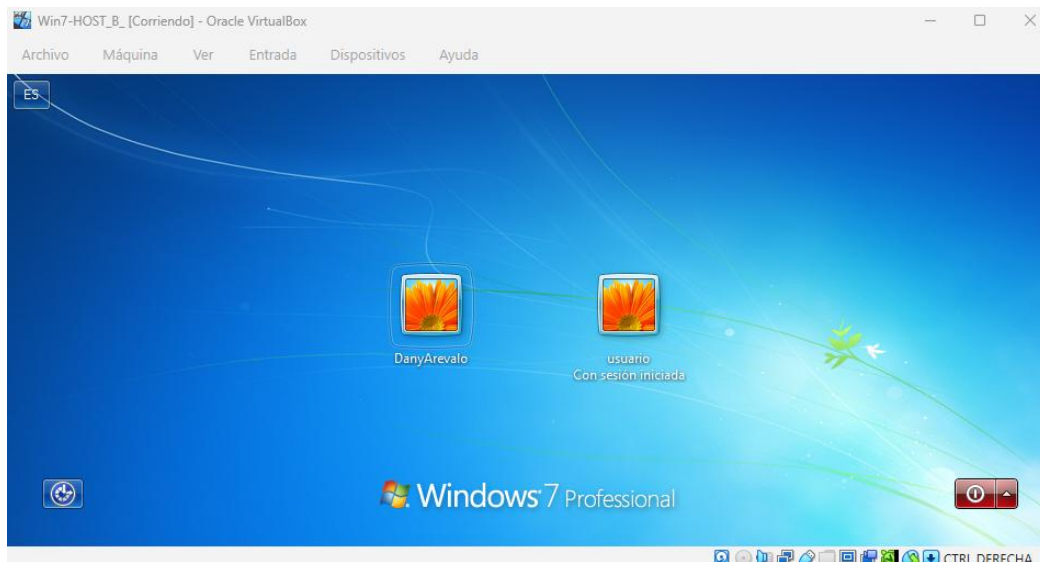 Win7-HOST_B_ [Corriendo] - Oracle VirtualBox
Archivo Máquina Ver Entrada Dispositivos Ayuda
ES
DanyArevalo
usuario
Con sesión iniciada
Windows 7 Professional
CTRL DERECHA